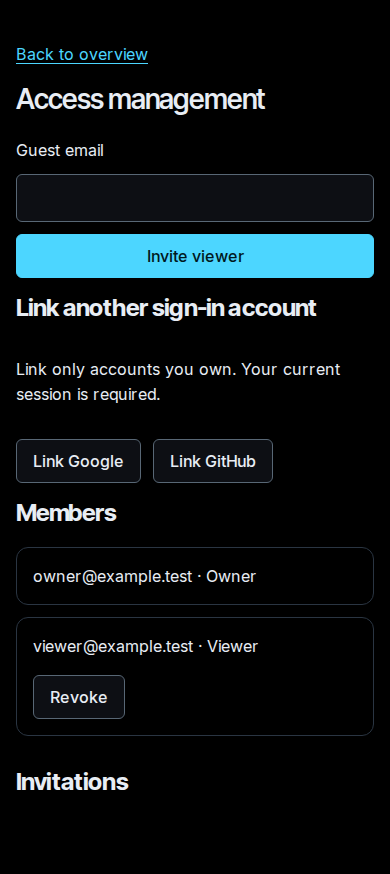 Back to overview
Access management
Guest email
Invite viewer
Link another sign-in account
Link only accounts you own. Your current
session is required.
Link Google
Link GitHub
Members
owner@example.test · Owner
viewer@example.test · Viewer
Revoke
Invitations